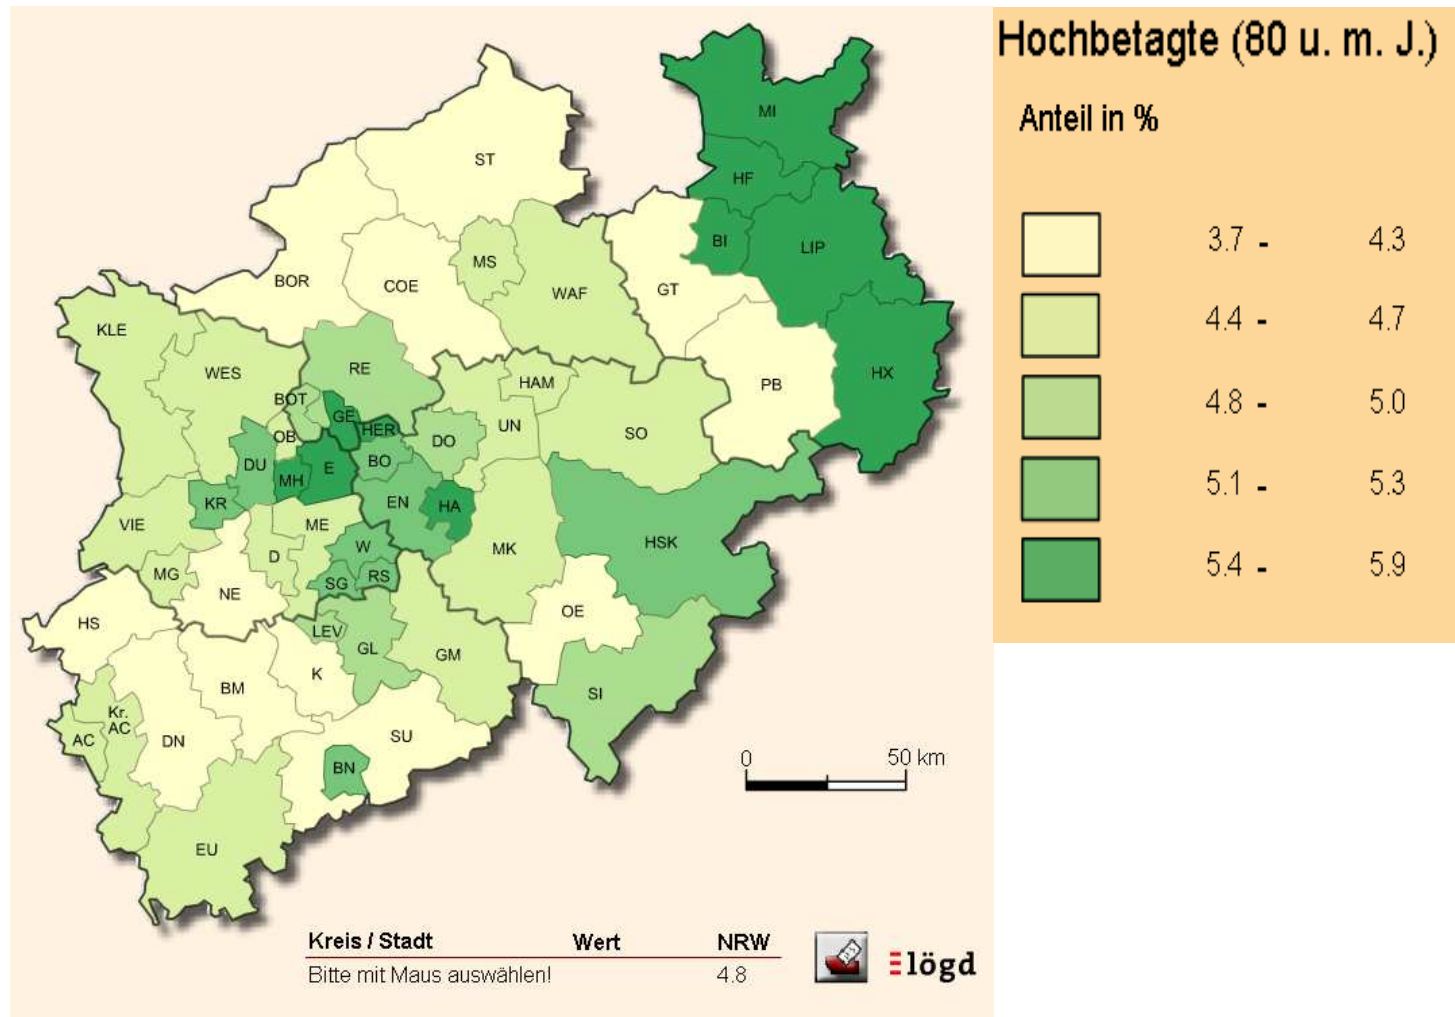 Hochbetagte (80 u. m. J.)
Anteil in %
3.7 - 4.3
4.4 - 4.7
4.8 - 5.0
5.1 - 5.3
5.4 - 5.9
MI
ST
HF
BI
LIP
MS
BOR
COE
WAF
GT
KLE
RE
WES
HAM
PB
HX
BOT
GE
HER
UN
SO
OB
DO
DU
E
BO
MH
KR
EN
HA
VIE
ME
W
MK
HSK
D
MG
SG
RS
NE
OE
HS
LEV
GL
GM
K
BM
SI
Kr.
AC
AC
DN
SU
BN
EU
0 50 km
Kreis / Stadt Wert NRW
Bitte mit Maus auswählen! 4.8
lögd